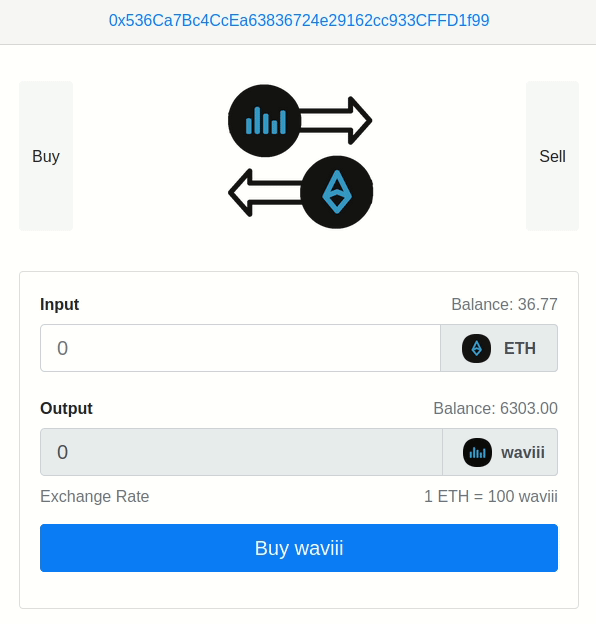 0x536Ca7Bc4CcEa63836724e29162cc933CFFD1f99
Buy
Sell
Input Balance: 36.77
0 ETH
Output Balance: 6303.00
0 waviii
Exchange Rate 1 ETH = 100 waviii
Buy waviii